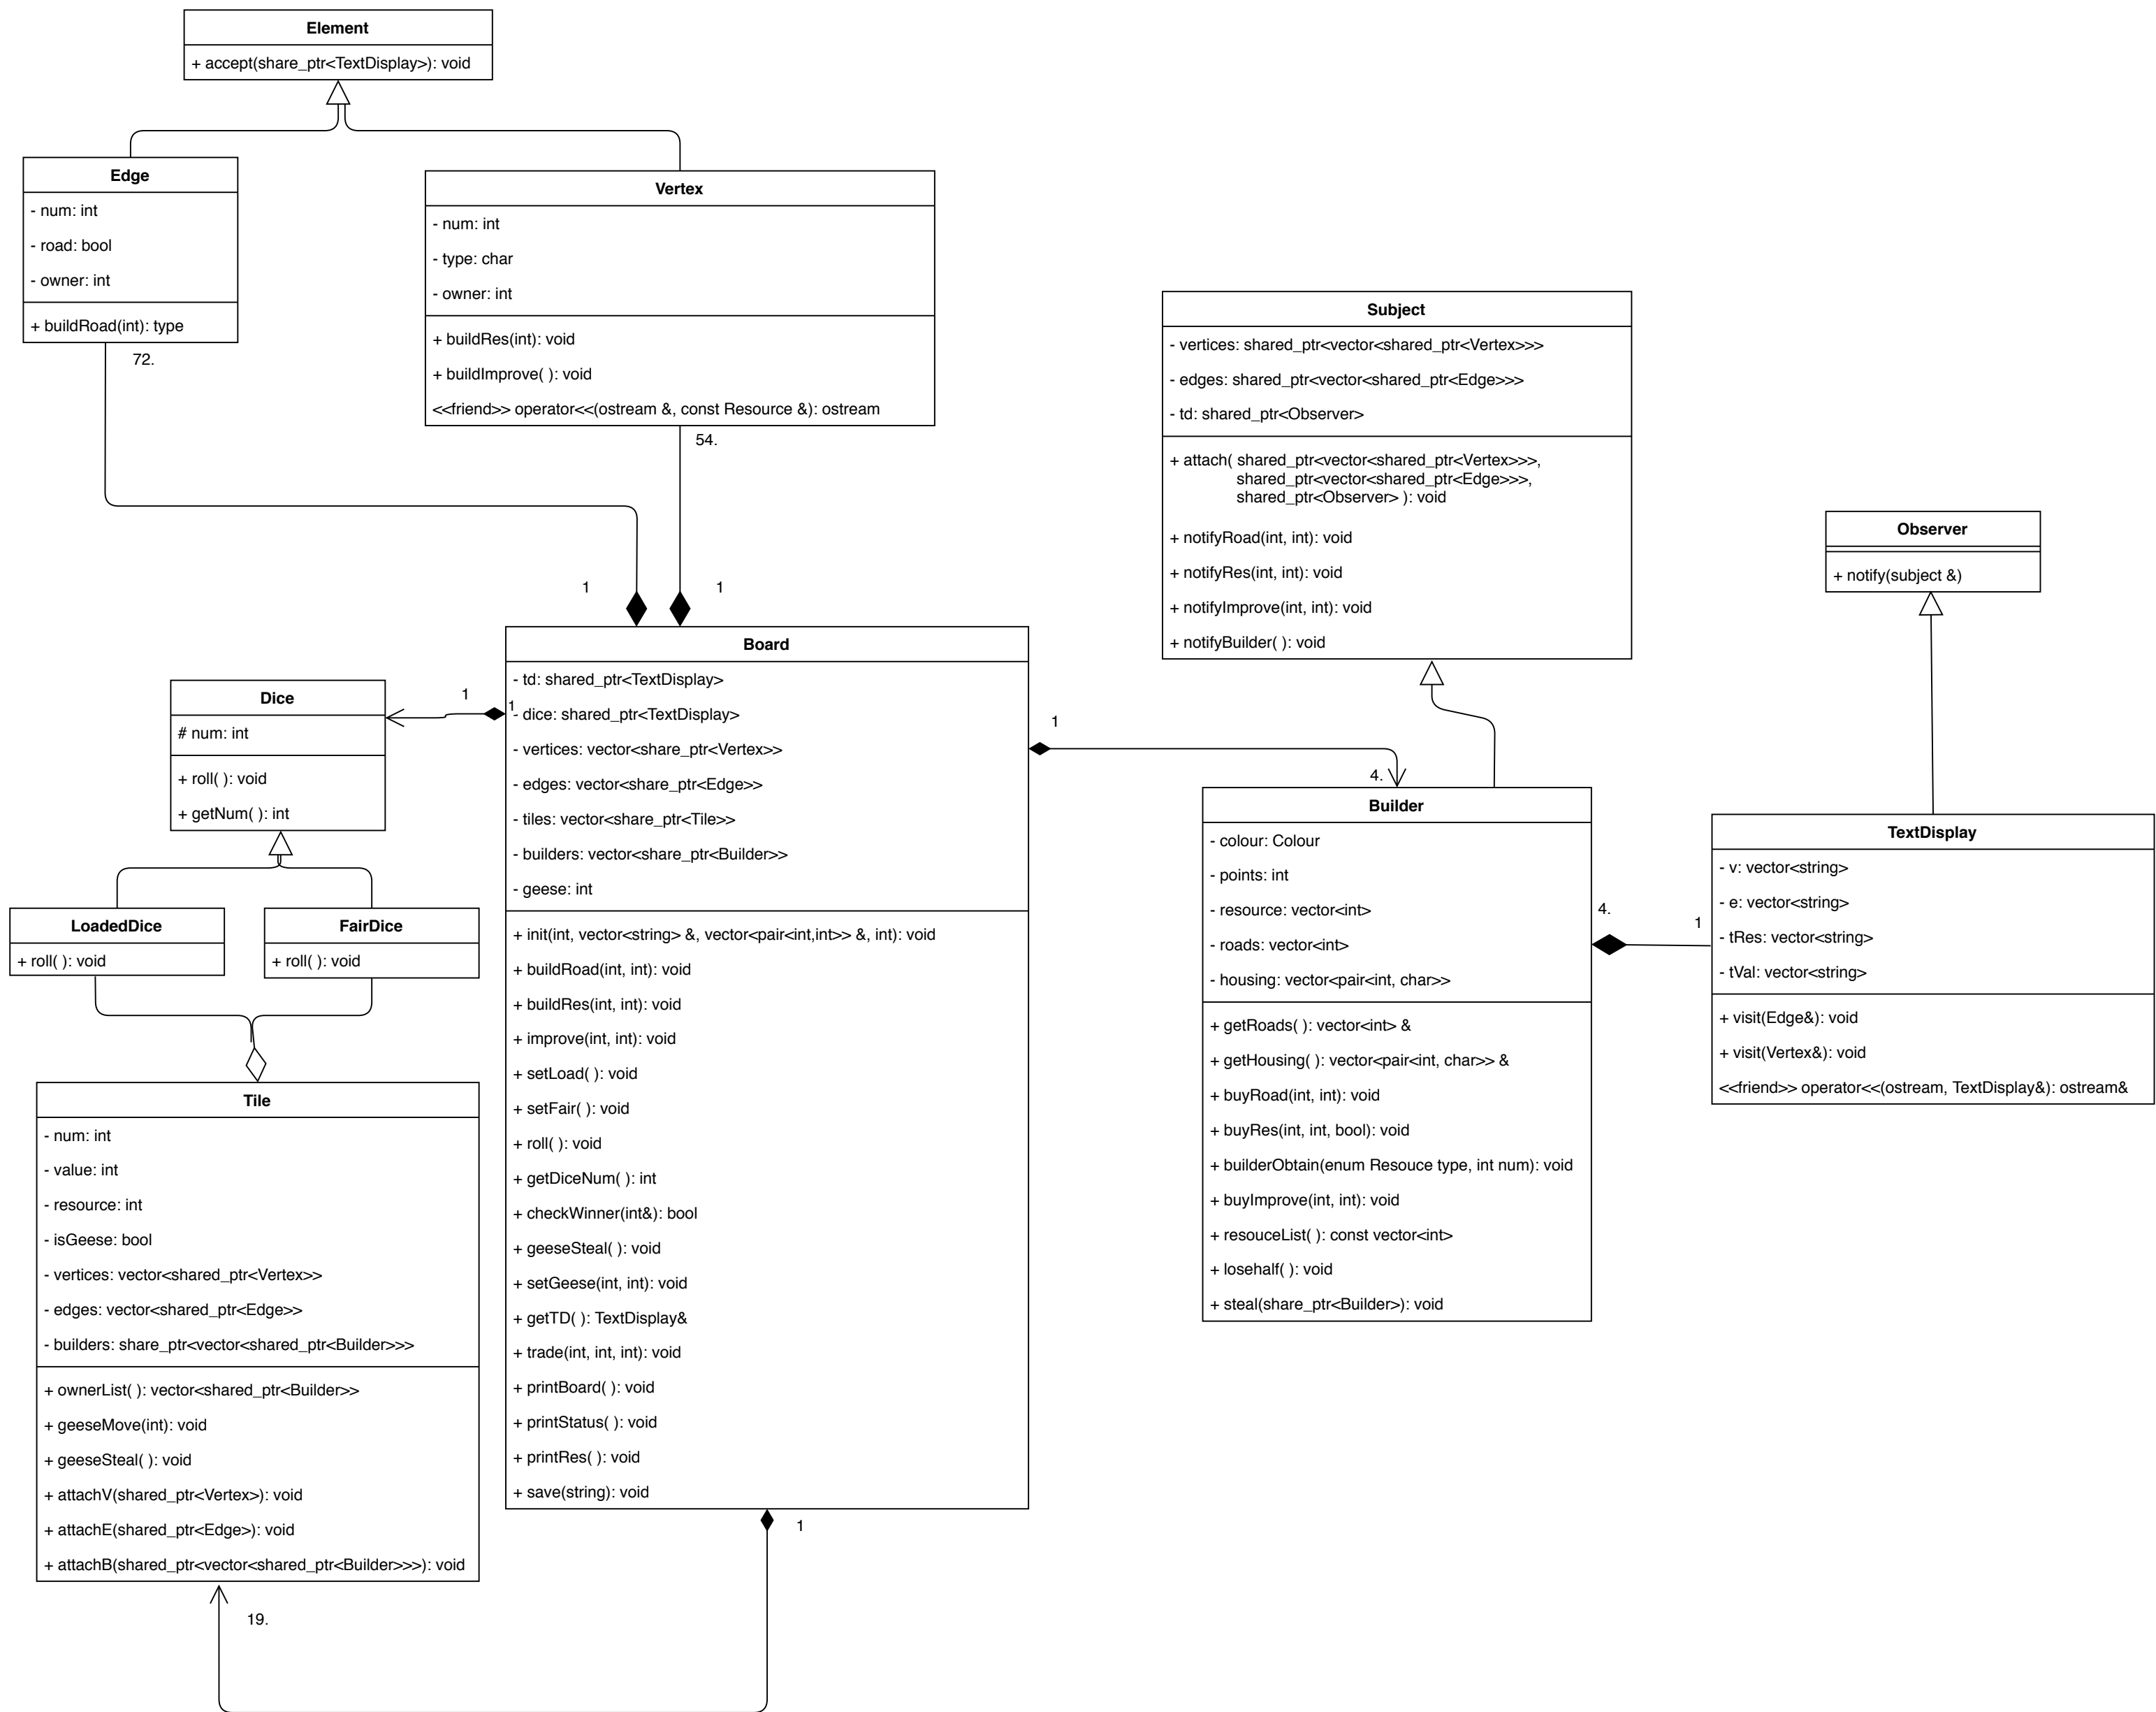 Element
+ accept(share_ptr<TextDisplay>): void
Edge
- num: int
- road: bool
- owner: int
+ buildRoad(int): type
72.
Vertex
- num: int
- type: char
- owner: int
+ buildRes(int): void
+ buildImprove( ): void
<<friend>> operator<<(ostream &, const Resource &): ostream
54.
Subject
- vertices: shared_ptr<vector<shared_ptr<Vertex>>>
- edges: shared_ptr<vector<shared_ptr<Edge>>>
- td: shared_ptr<Observer>
+ attach( shared_ptr<vector<shared_ptr<Vertex>>>,
shared_ptr<vector<shared_ptr<Edge>>>,
shared_ptr<Observer> ): void
+ notifyRoad(int, int): void
+ notifyRes(int, int): void
+ notifyImprove(int, int): void
+ notifyBuilder( ): void
Observer
+ notify(subject &)
1
1
Dice
# num: int
+ roll( ): void
+ getNum( ): int
1
1
Board
- td: shared_ptr<TextDisplay>
- dice: shared_ptr<TextDisplay>
- vertices: vector<share_ptr<Vertex>>
- edges: vector<share_ptr<Edge>>
- tiles: vector<share_ptr<Tile>>
- builders: vector<share_ptr<Builder>>
- geese: int
+ init(int, vector<string> &, vector<pair<int,int>> &, int): void
+ buildRoad(int, int): void
+ buildRes(int, int): void
+ improve(int, int): void
+ setLoad( ): void
+ setFair( ): void
+ roll( ): void
+ getDiceNum( ): int
+ checkWinner(int&): bool
+ geeseSteal( ): void
+ setGeese(int, int): void
+ getTD( ): TextDisplay&
+ trade(int, int, int): void
+ printBoard( ): void
+ printStatus( ): void
+ printRes( ): void
+ save(string): void
1
1
4.
Builder
- colour: Colour
- points: int
- resource: vector<int>
- roads: vector<int>
- housing: vector<pair<int, char>>
+ getRoads( ): vector<int> &
+ getHousing( ): vector<pair<int, char>> &
+ buyRoad(int, int): void
+ buyRes(int, int, bool): void
+ builderObtain(enum Resouce type, int num): void
+ buyImprove(int, int): void
+ resouceList( ): const vector<int>
+ losehalf( ): void
+ steal(share_ptr<Builder>): void
4.
1
TextDisplay
- v: vector<string>
- e: vector<string>
- tRes: vector<string>
- tVal: vector<string>
+ visit(Edge&): void
+ visit(Vertex&): void
<<friend>> operator<<(ostream, TextDisplay&): ostream&
LoadedDice
+ roll( ): void
FairDice
+ roll( ): void
Tile
- num: int
- value: int
- resource: int
- isGeese: bool
- vertices: vector<shared_ptr<Vertex>>
- edges: vector<shared_ptr<Edge>>
- builders: share_ptr<vector<shared_ptr<Builder>>>
+ ownerList( ): vector<shared_ptr<Builder>>
+ geeseMove(int): void
+ geeseSteal( ): void
+ attachV(shared_ptr<Vertex>): void
+ attachE(shared_ptr<Edge>): void
+ attachB(shared_ptr<vector<shared_ptr<Builder>>>): void
19.